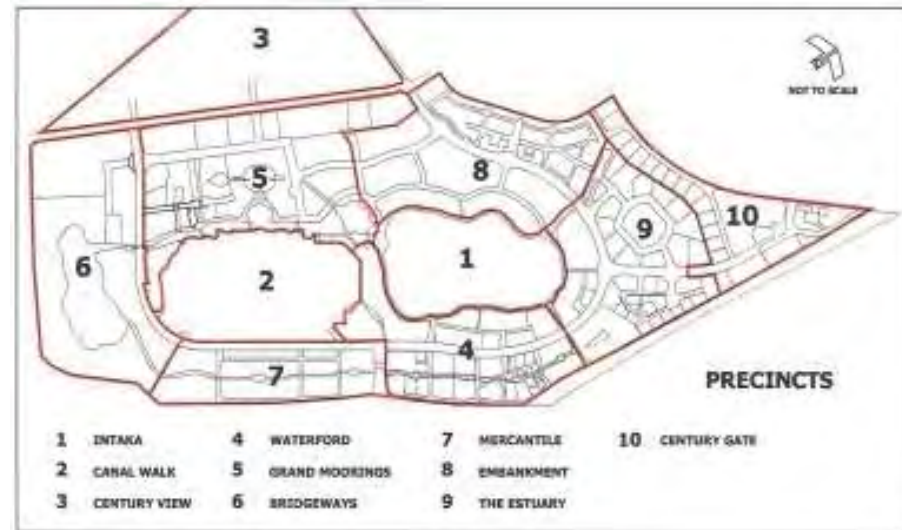 3
NOT TO SCALE
8
5
10
9
6
1
2
4
7
PRECINCTS
1 INTAKA
2 CANAL WALK
3 CENTURY VIEW
4 WATERFORD
5 GRAND MOORINGS
6 BRIDGEWAYS
7 MERCANTILE
8 EMBANKMENT
9 THE ESTUARY
10 CENTURY GATE